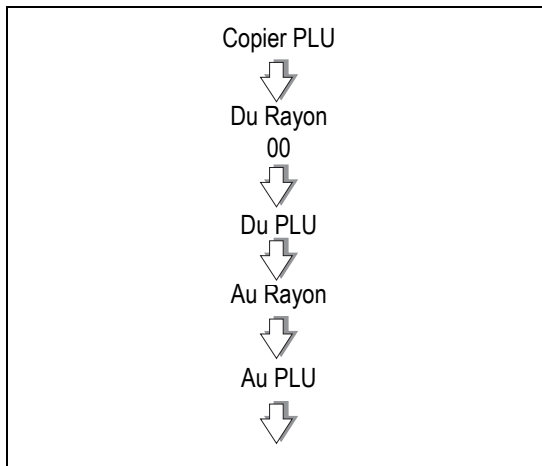 Copier PLU
Du Rayon
00
Du PLU
Au Rayon
Au PLU